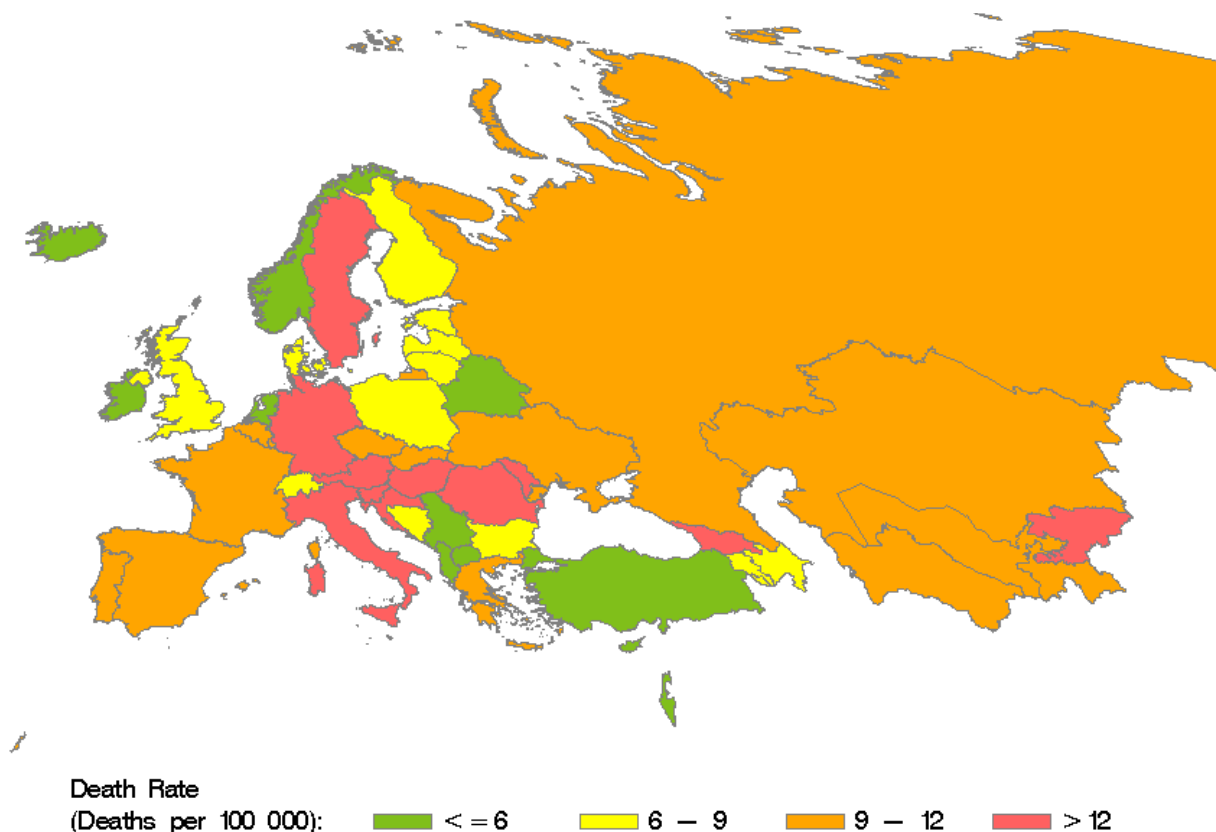 Death Rate
(Deaths per 100 000): <=6 6 – 9 9 – 12 >12